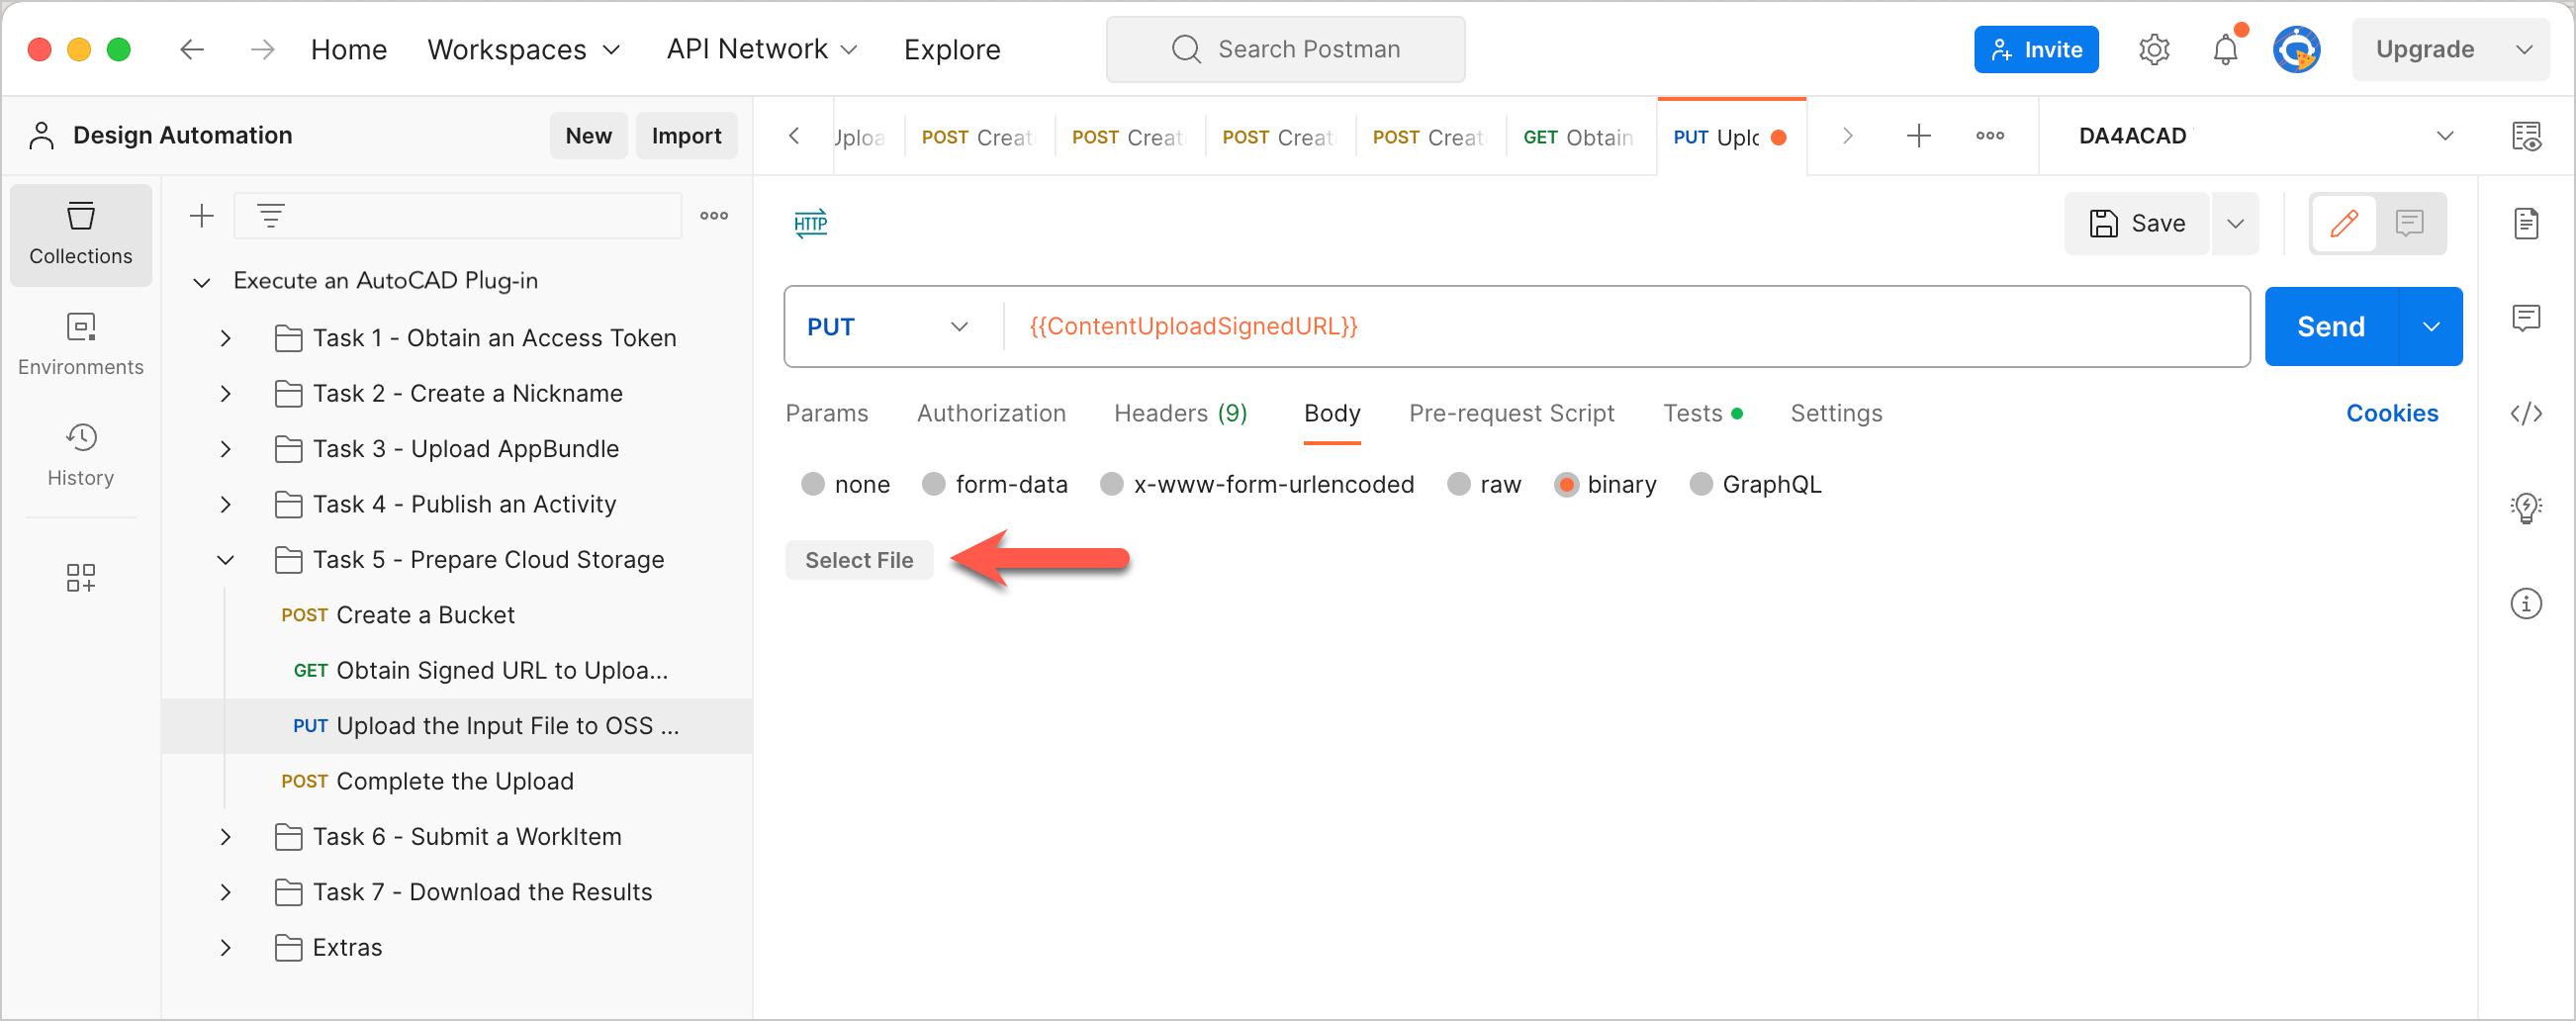 Home Workspaces API Network Explore Search Postman Invite Upgrade
Design Automation New Import
POST Creat POST Creat POST Creat POST Creat GET Obtain PUT Uplo DA4ACAD
Collections
Environments
History
Execute an AutoCAD Plug-in
Task 1 - Obtain an Access Token
Task 2 - Create a Nickname
Task 3 - Upload AppBundle
Task 4 - Publish an Activity
Task 5 - Prepare Cloud Storage
POST Create a Bucket
GET Obtain Signed URL to Uploa...
PUT Upload the Input File to OSS ...
POST Complete the Upload
Task 6 - Submit a WorkItem
Task 7 - Download the Results
Extras
HTTP Save
PUT {{ContentUploadSignedURL}} Send
Params Authorization Headers (9) Body Pre-request Script Tests Settings Cookies
none form-data x-www-form-urlencoded raw binary GraphQL
Select File